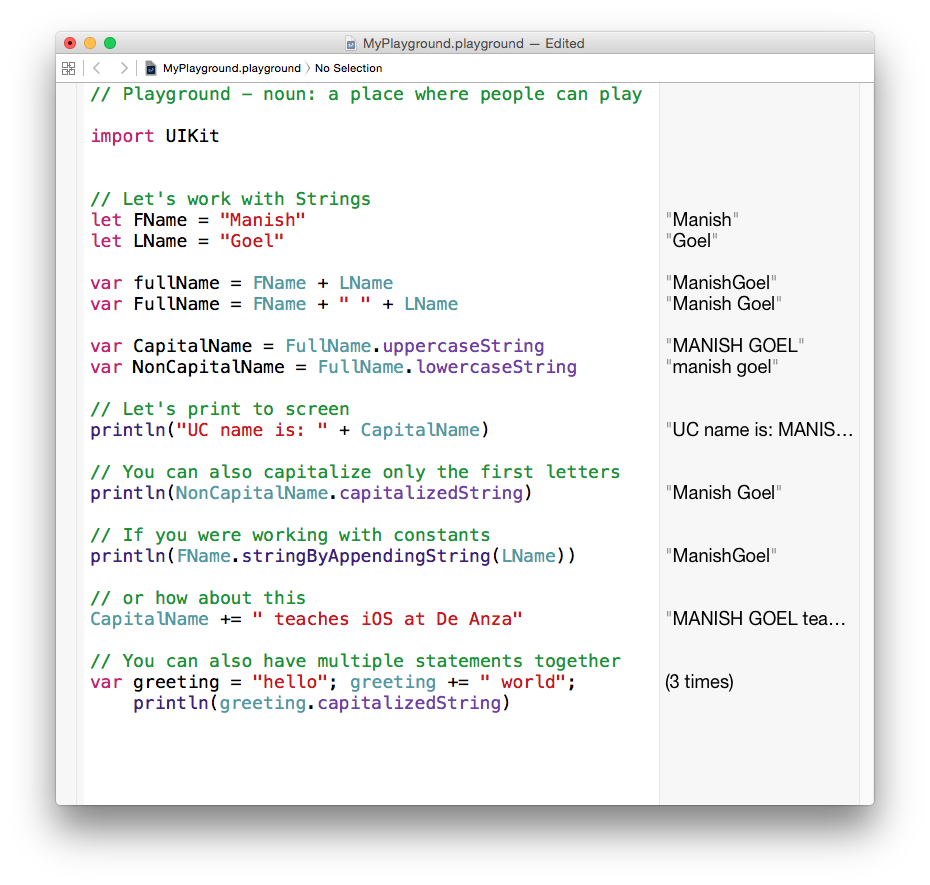 MyPlayground.playground — Edited
MyPlayground.playground 〉 No Selection
// Playground - noun: a place where people can play
import UIKit
// Let's work with Strings
let FName = "Manish" "Manish"
let LName = "Goel" "Goel"
var fullName = FName + LName "ManishGoel"
var FullName = FName + " " + LName "Manish Goel"
var CapitalName = FullName.uppercaseString "MANISH GOEL"
var NonCapitalName = FullName.lowercaseString "manish goel"
// Let's print to screen
println("UC name is: " + CapitalName) "UC name is: MANIS...
// You can also capitalize only the first letters
println(NonCapitalName.capitalizedString) "Manish Goel"
// If you were working with constants
println(FName.stringByAppendingString(LName)) "ManishGoel"
// or how about this
CapitalName += " teaches iOS at De Anza" "MANISH GOEL tea...
// You can also have multiple statements together
var greeting = "hello"; greeting += " world"; (3 times)
println(greeting.capitalizedString)